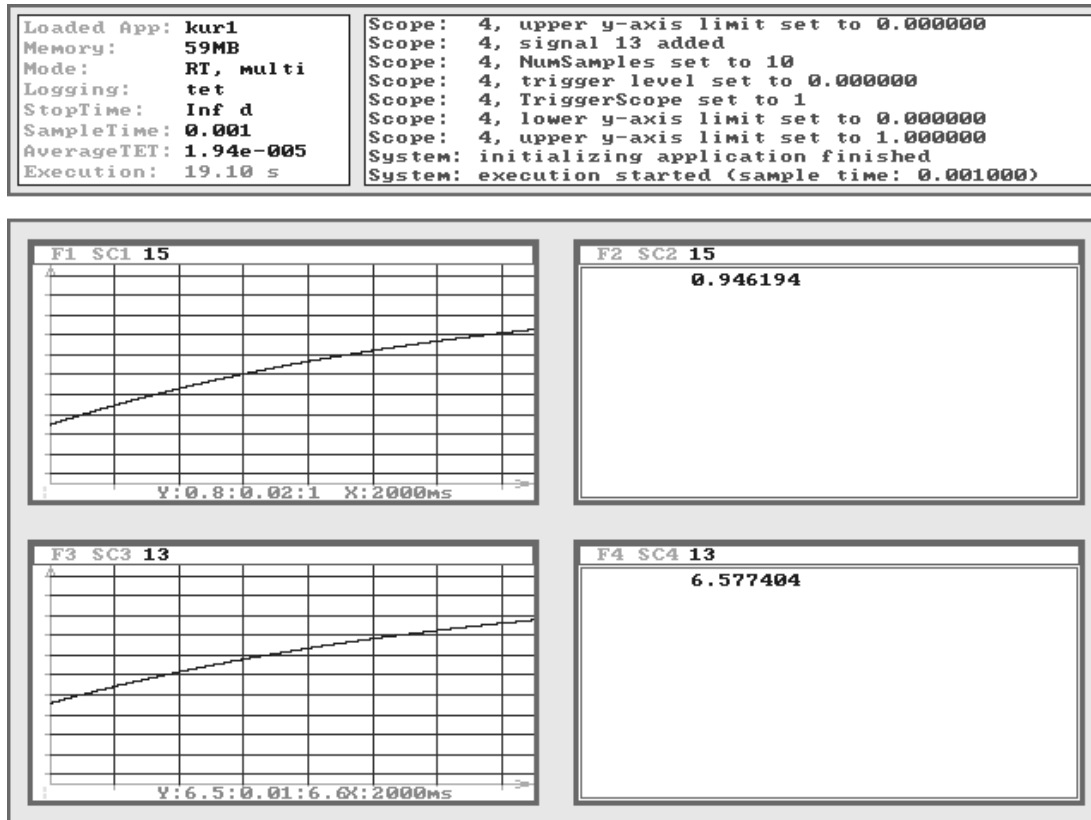 Loaded App: kur1
Memory: 59MB
Mode: RT, multi
Logging: tet
StopTime: Inf d
SampleTime: 0.001
AverageTET: 1.94e-005
Execution: 19.10 s
Scope: 4, upper y-axis limit set to 0.000000
Scope: 4, signal 13 added
Scope: 4, NumSamples set to 10
Scope: 4, trigger level set to 0.000000
Scope: 4, TriggerScope set to 1
Scope: 4, lower y-axis limit set to 0.000000
Scope: 4, upper y-axis limit set to 1.000000
System: initializing application finished
System: execution started (sample time: 0.001000)
F1 SC1 15
Y:0.8:0.02:1 X:2000ms
F2 SC2 15
0.946194
F3 SC3 13
Y:6.5:0.01:6.6X:2000ms
F4 SC4 13
6.577404